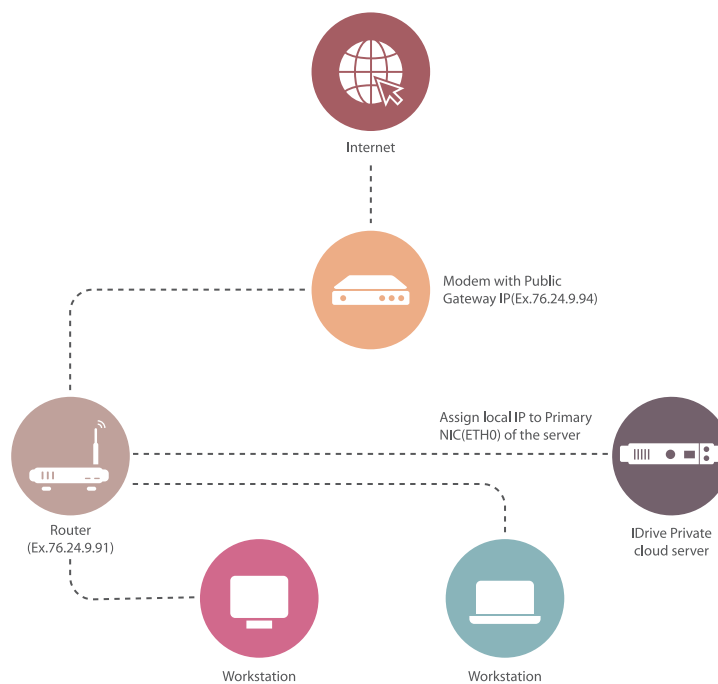 Internet
Modem with Public
Gateway IP(Ex.76.24.9.94)
Assign local IP to Primary
NIC(ETH0) of the server
Router
(Ex.76.24.9.91)
IDrive Private
cloud server
Workstation
Workstation